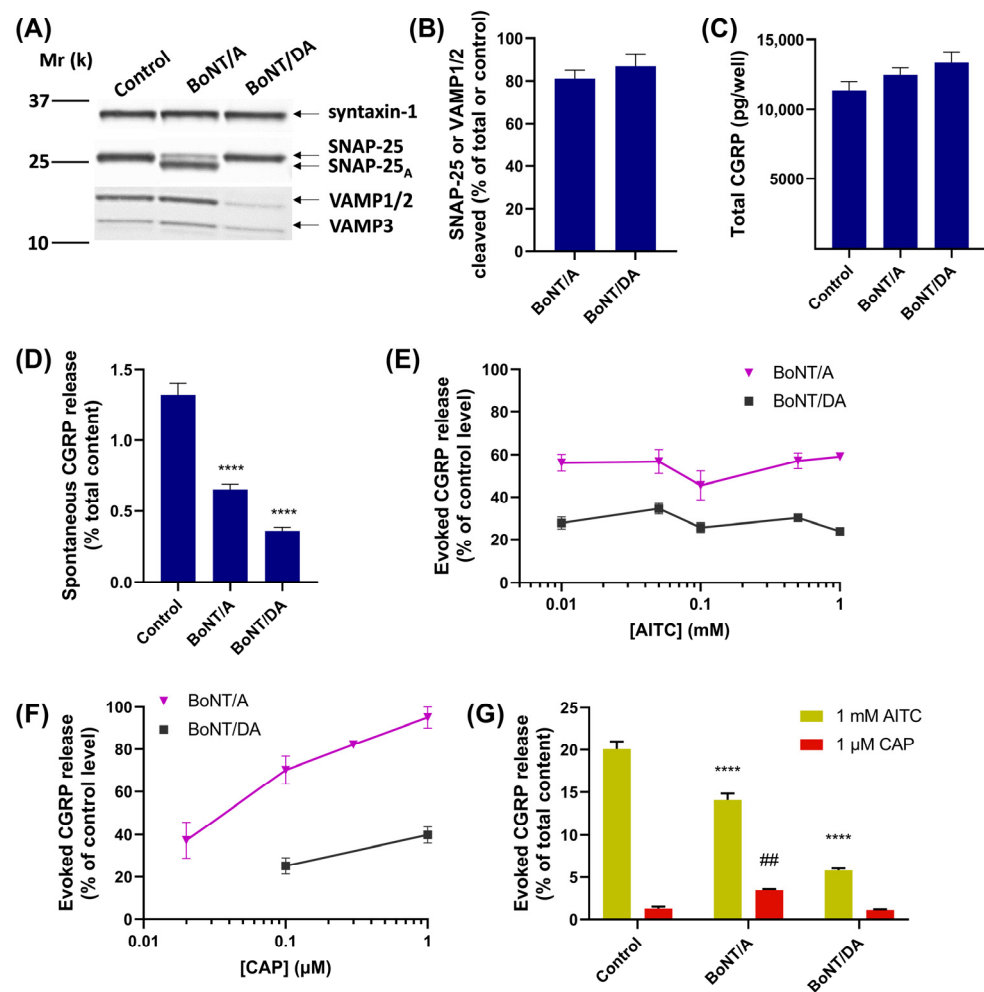 (A)
Mr (k)
Control
BoNT/A
BoNT/DA
37
25
10
syntaxin-1
SNAP-25
SNAP-25A
VAMP1/2
VAMP3
(B)
SNAP-25 or VAMP1/2
cleaved (% of total or control)
100
80
60
40
20
0
BoNT/A
BoNT/DA
(C)
Total CGRP (pg/well)
15,000
10,000
5000
Control
BoNT/A
BoNT/DA
(D)
Spontaneous CGRP release
(% total content)
1.5
1.0
0.5
0.0
****
****
Control
BoNT/A
BoNT/DA
(E)
Evoked CGRP release
(% of control level)
100
80
60
40
20
0
BoNT/A
BoNT/DA
0.01
0.1
1
[AITC] (mM)
(F)
Evoked CGRP release
(% of control level)
100
80
60
40
20
0
BoNT/A
BoNT/DA
0.01
0.1
1
[CAP] (µM)
(G)
Evoked CGRP release
(% of total content)
25
20
15
10
5
0
1 mM AITC
1 µM CAP
****
##
****
Control
BoNT/A
BoNT/DA